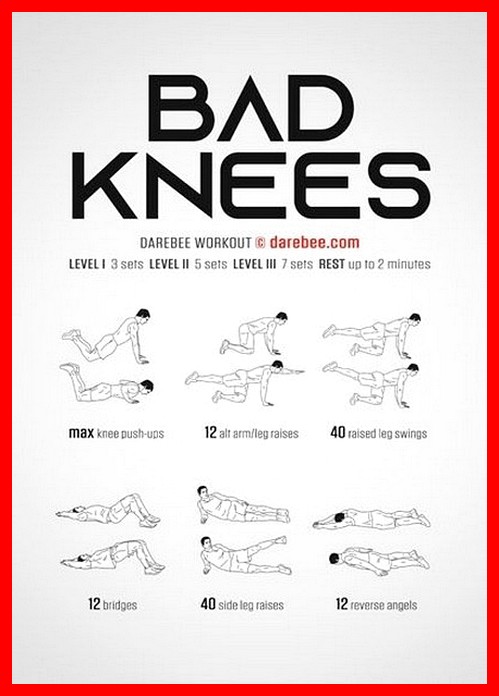 BAD
KNEES
DAREBEE WORKOUT © darebee.com
LEVEL I 3 sets LEVEL II 5 sets LEVEL III 7 sets REST up to 2 minutes
max knee push-ups
12 alt arm/leg raises
40 raised leg swings
12 bridges
40 side leg raises
12 reverse angels